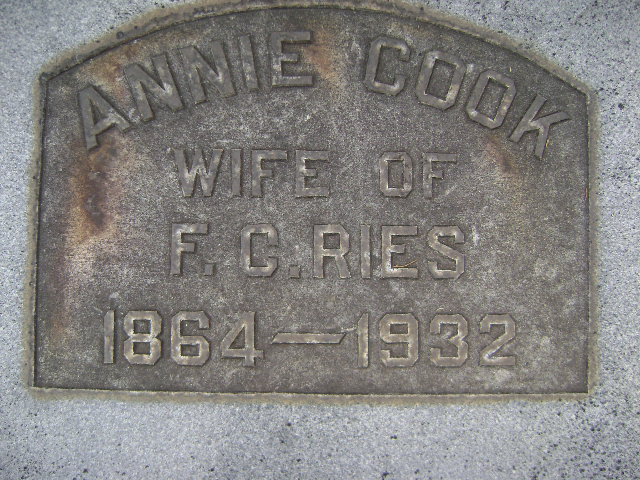 ANNIE COOK
WIFE OF
F. C. RIES
1864—1932